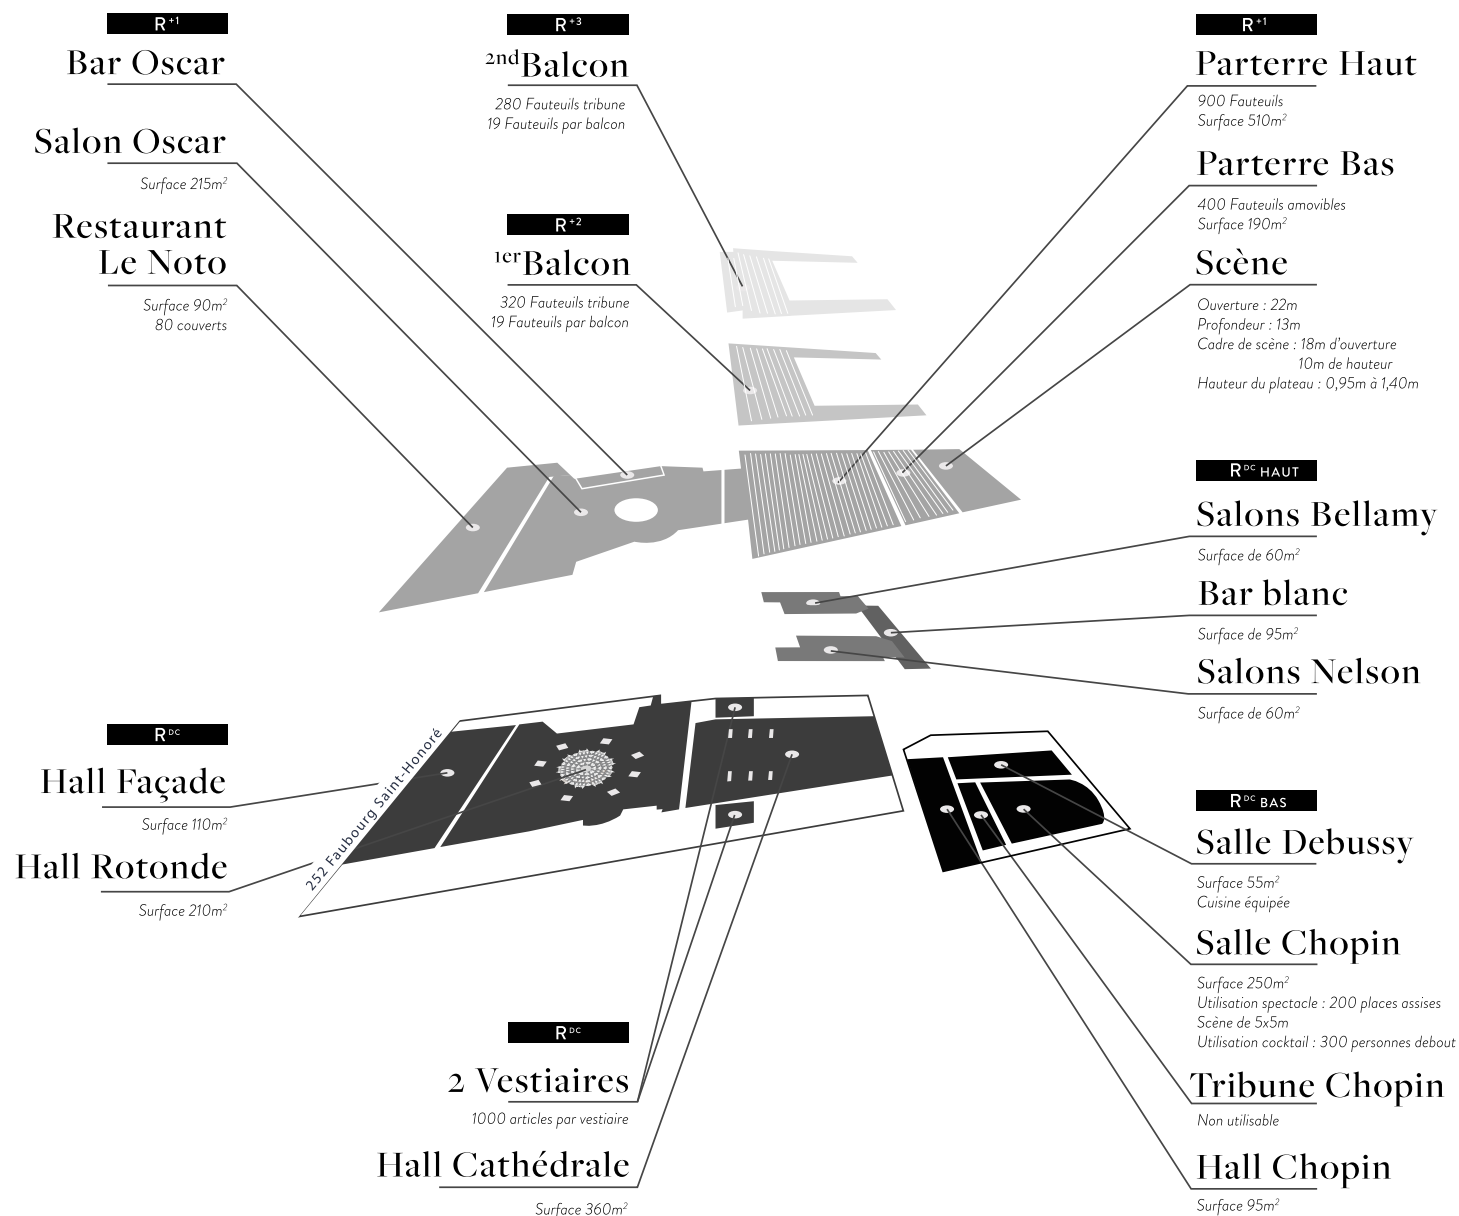 R+1
Bar Oscar
Salon Oscar
Surface 215m²
Restaurant
Le Noto
Surface 90m²
80 couverts
R+3
2ndBalcon
280 Fauteuils tribune
19 Fauteuils par balcon
R+2
1erBalcon
320 Fauteuils tribune
19 Fauteuils par balcon
R+1
Parterre Haut
900 Fauteuils
Surface 510m²
Parterre Bas
400 Fauteuils amovibles
Surface 190m²
Scène
Ouverture : 22m
Profondeur : 13m
Cadre de scène : 18m d'ouverture
10m de hauteur
Hauteur du plateau : 0,95m à 1,40m
RDC HAUT
Salons Bellamy
Surface de 60m²
Bar blanc
Surface de 95m²
Salons Nelson
Surface de 60m²
RDC
Hall Façade
Surface 110m²
Hall Rotonde
Surface 210m²
252 Faubourg Saint-Honoré
RDC
2 Vestiaires
1000 articles par vestiaire
Hall Cathédrale
Surface 360m²
RDC BAS
Salle Debussy
Surface 55m²
Cuisine équipée
Salle Chopin
Surface 250m²
Utilisation spectacle : 200 places assises
Scène de 5x5m
Utilisation cocktail : 300 personnes debout
Tribune Chopin
Non utilisable
Hall Chopin
Surface 95m²